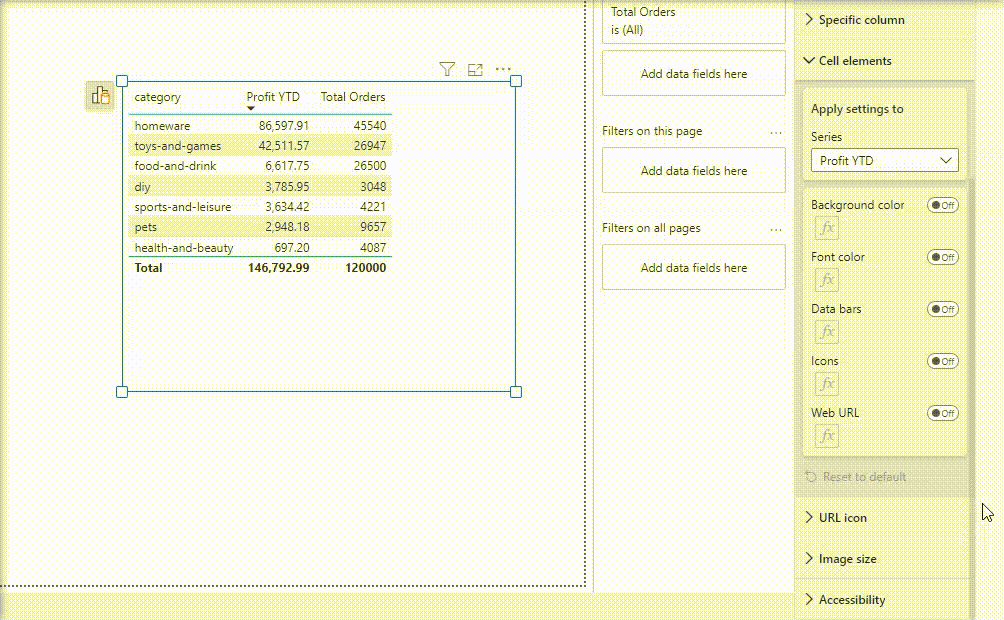 category Profit YTD Total Orders
homeware 86,597.91 45540
toys-and-games 42,511.57 26947
food-and-drink 6,617.75 26500
diy 3,785.95 3048
sports-and-leisure 3,634.42 4221
pets 2,948.18 9657
health-and-beauty 697.20 4087
Total 146,792.99 120000
Total Orders
is (All)
Add data fields here
Filters on this page ...
Add data fields here
Filters on all pages ...
Add data fields here
Specific column
Cell elements
Apply settings to
Series
Profit YTD
Background color Off
fx
Font color Off
fx
Data bars Off
fx
Icons Off
fx
Web URL Off
fx
Reset to default
URL icon
Image size
Accessibility